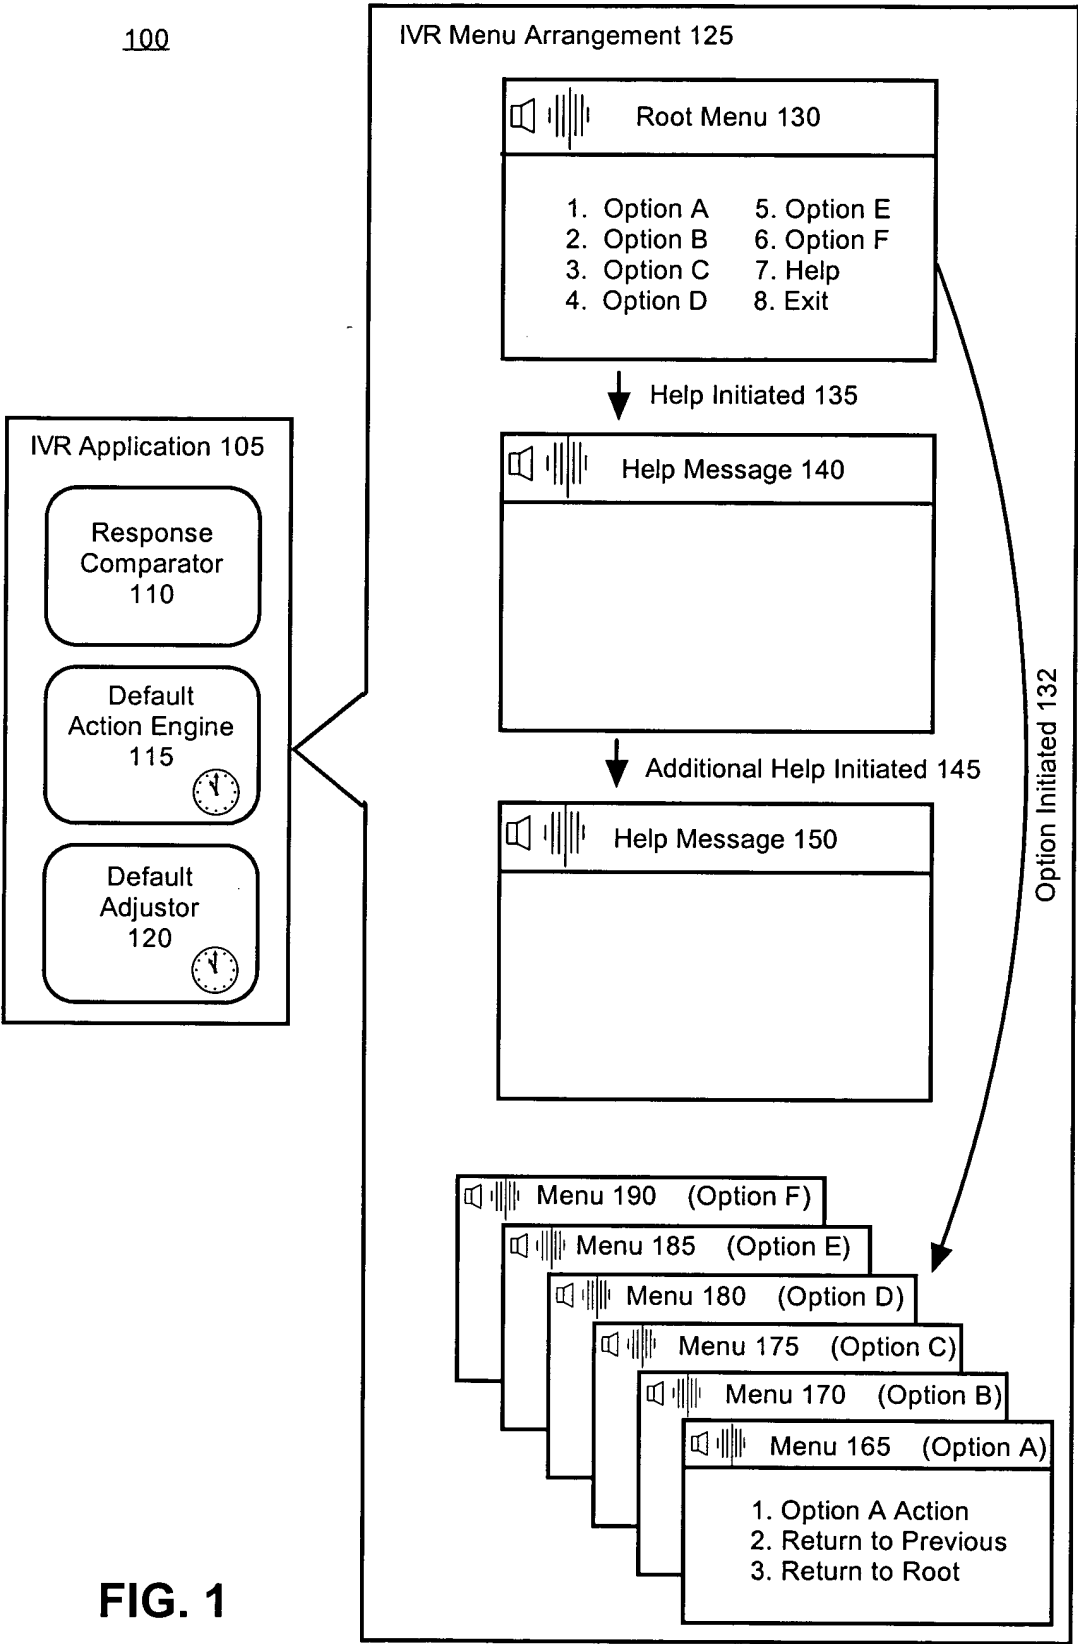 100
IVR Menu Arrangement 125
Root Menu 130
1. Option A
2. Option B
3. Option C
4. Option D
5. Option E
6. Option F
7. Help
8. Exit
Help Initiated 135
Help Message 140
Additional Help Initiated 145
Help Message 150
Option Initiated 132
IVR Application 105
Response
Comparator
110
Default
Action Engine
115
Default
Adjustor
120
Menu 190 (Option F)
Menu 185 (Option E)
Menu 180 (Option D)
Menu 175 (Option C)
Menu 170 (Option B)
Menu 165 (Option A)
1. Option A Action
2. Return to Previous
3. Return to Root
FIG. 1